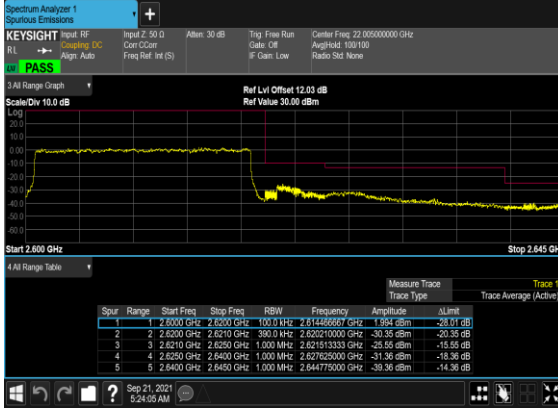 Spectrum Analyzer 1
Spurious Emissions
+
KEYSIGHT Input: RF Input Z: 50 Ω Atten: 30 dB Trig: Free Run Center Freq: 22.005000000 GHz
RL Coupling: DC Corr CCorr Gate: Off Avg|Hold: 100/100
Align: Auto Freq Ref: Int (S) IF Gain: Low Radio Std: None
LXI PASS
3 All Range Graph
Ref Lvl Offset 12.03 dB
Scale/Div 10.0 dB Ref Value 30.00 dBm
Log
20.0
10.0
0.00
-10.0
-20.0
-30.0
-40.0
-50.0
-60.0
Start 2.600 GHz Stop 2.645 GH
4 All Range Table
Measure Trace Trace 1
Trace Type Trace Average (Active)
Spur Range Start Freq Stop Freq RBW Frequency Amplitude ΔLimit
1 1 2.6000 GHz 2.6200 GHz 100.0 kHz 2.614466667 GHz 1.994 dBm -28.01 dB
2 2 2.6200 GHz 2.6210 GHz 390.0 kHz 2.620210000 GHz -30.35 dBm -20.35 dB
3 3 2.6210 GHz 2.6250 GHz 1.000 MHz 2.621513333 GHz -25.55 dBm -15.55 dB
4 4 2.6250 GHz 2.6400 GHz 1.000 MHz 2.627625000 GHz -31.36 dBm -18.36 dB
5 5 2.6400 GHz 2.6450 GHz 1.000 MHz 2.644775000 GHz -39.36 dBm -14.36 dB
? Sep 21, 2021
5:24:05 AM